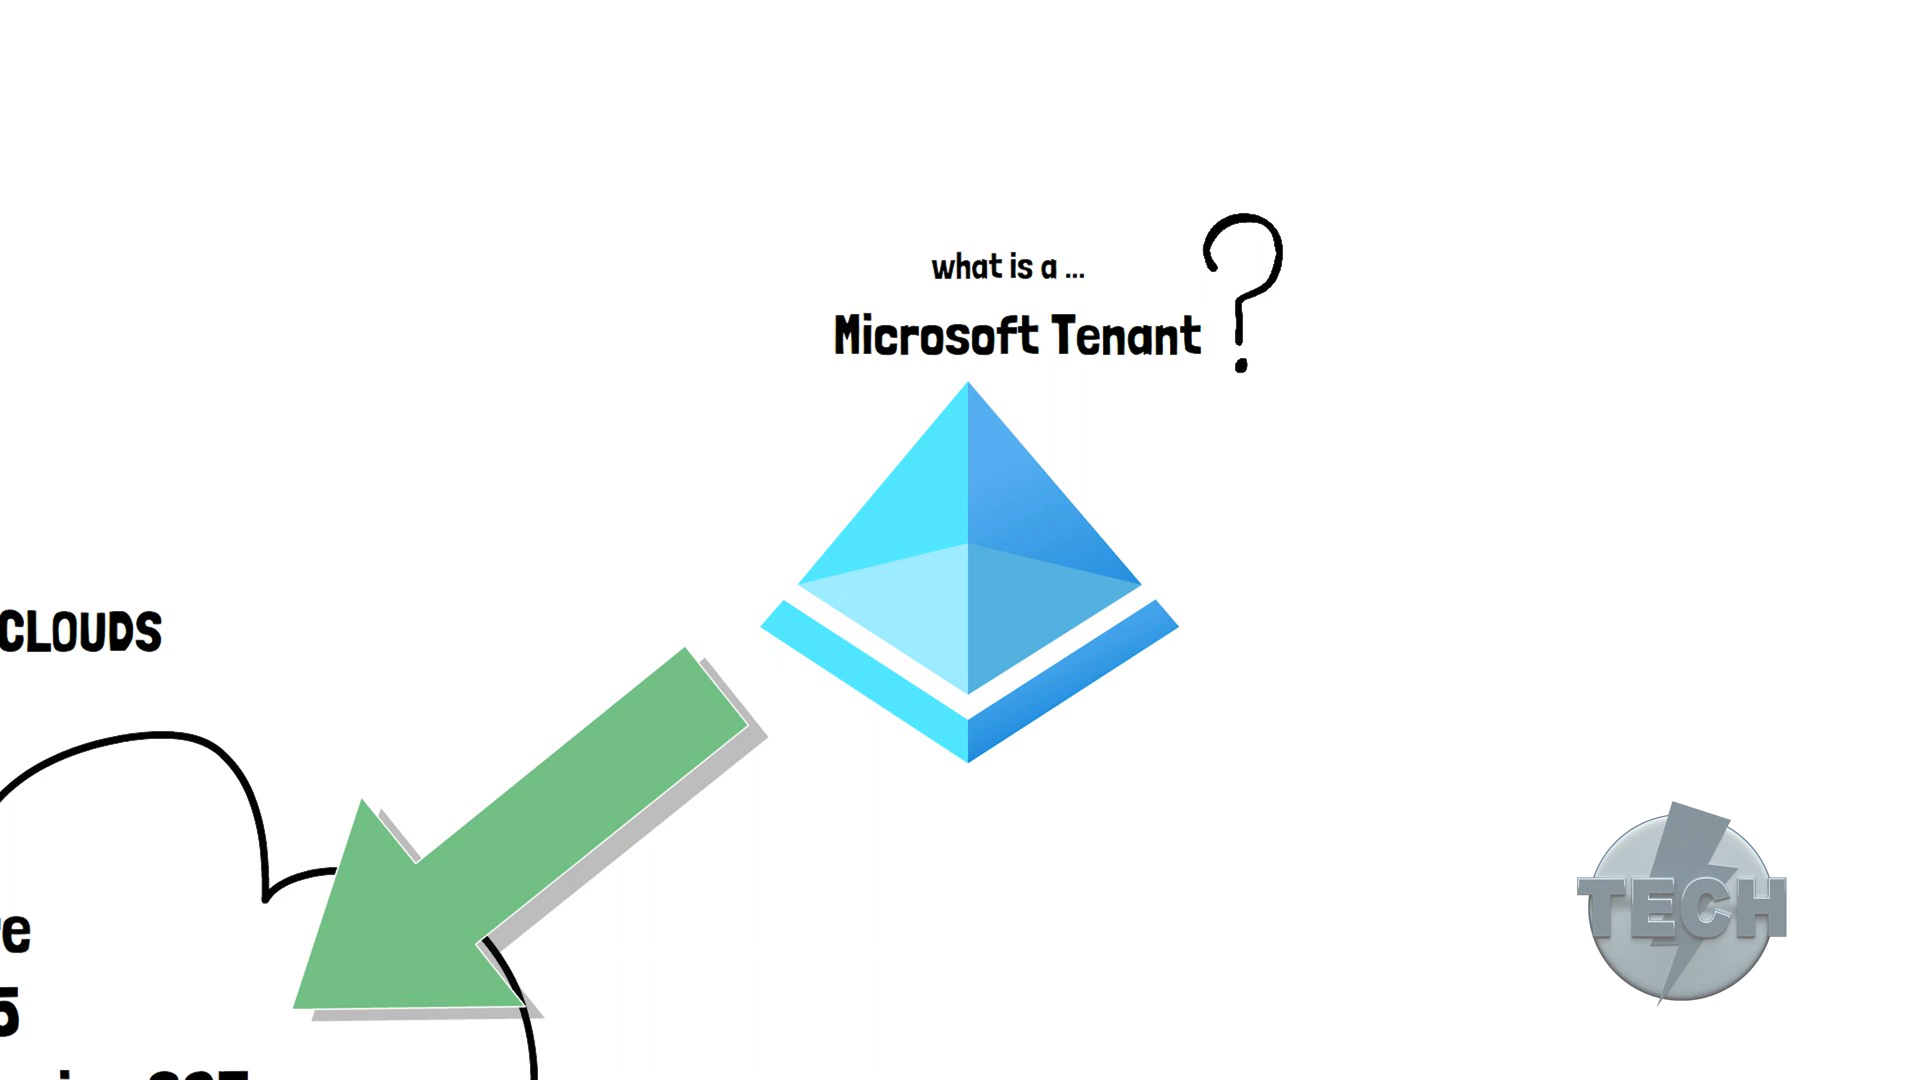 what is a ...
Microsoft Tenant ?
CLOUDS
TECH
e
5